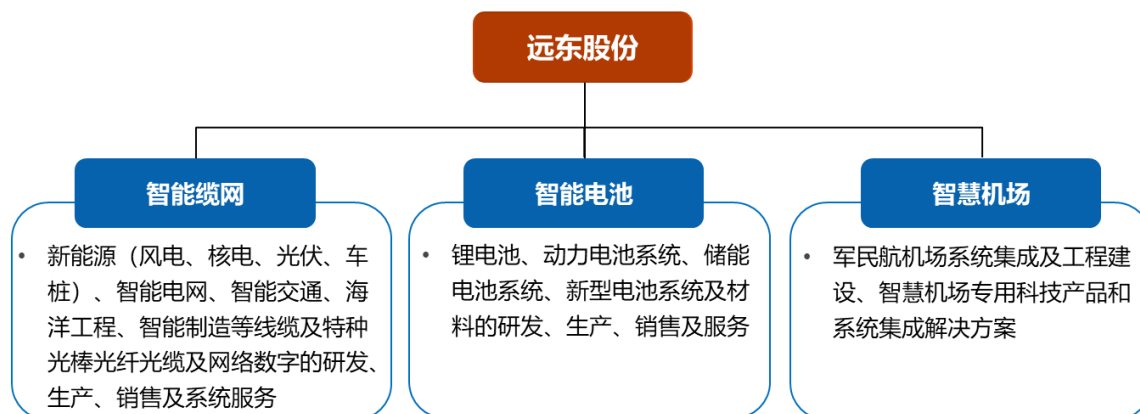 远东股份
智能缆网
• 新能源（风电、核电、光伏、车
桩）、智能电网、智能交通、海
洋工程、智能制造等线缆及特种
光棒光纤光缆及网络数字的研发、
生产、销售及系统服务
智能电池
• 锂电池、动力电池系统、储能
电池系统、新型电池系统及材
料的研发、生产、销售及服务
智慧机场
• 军民航机场系统集成及工程建
设、智慧机场专用科技产品和
系统集成解决方案